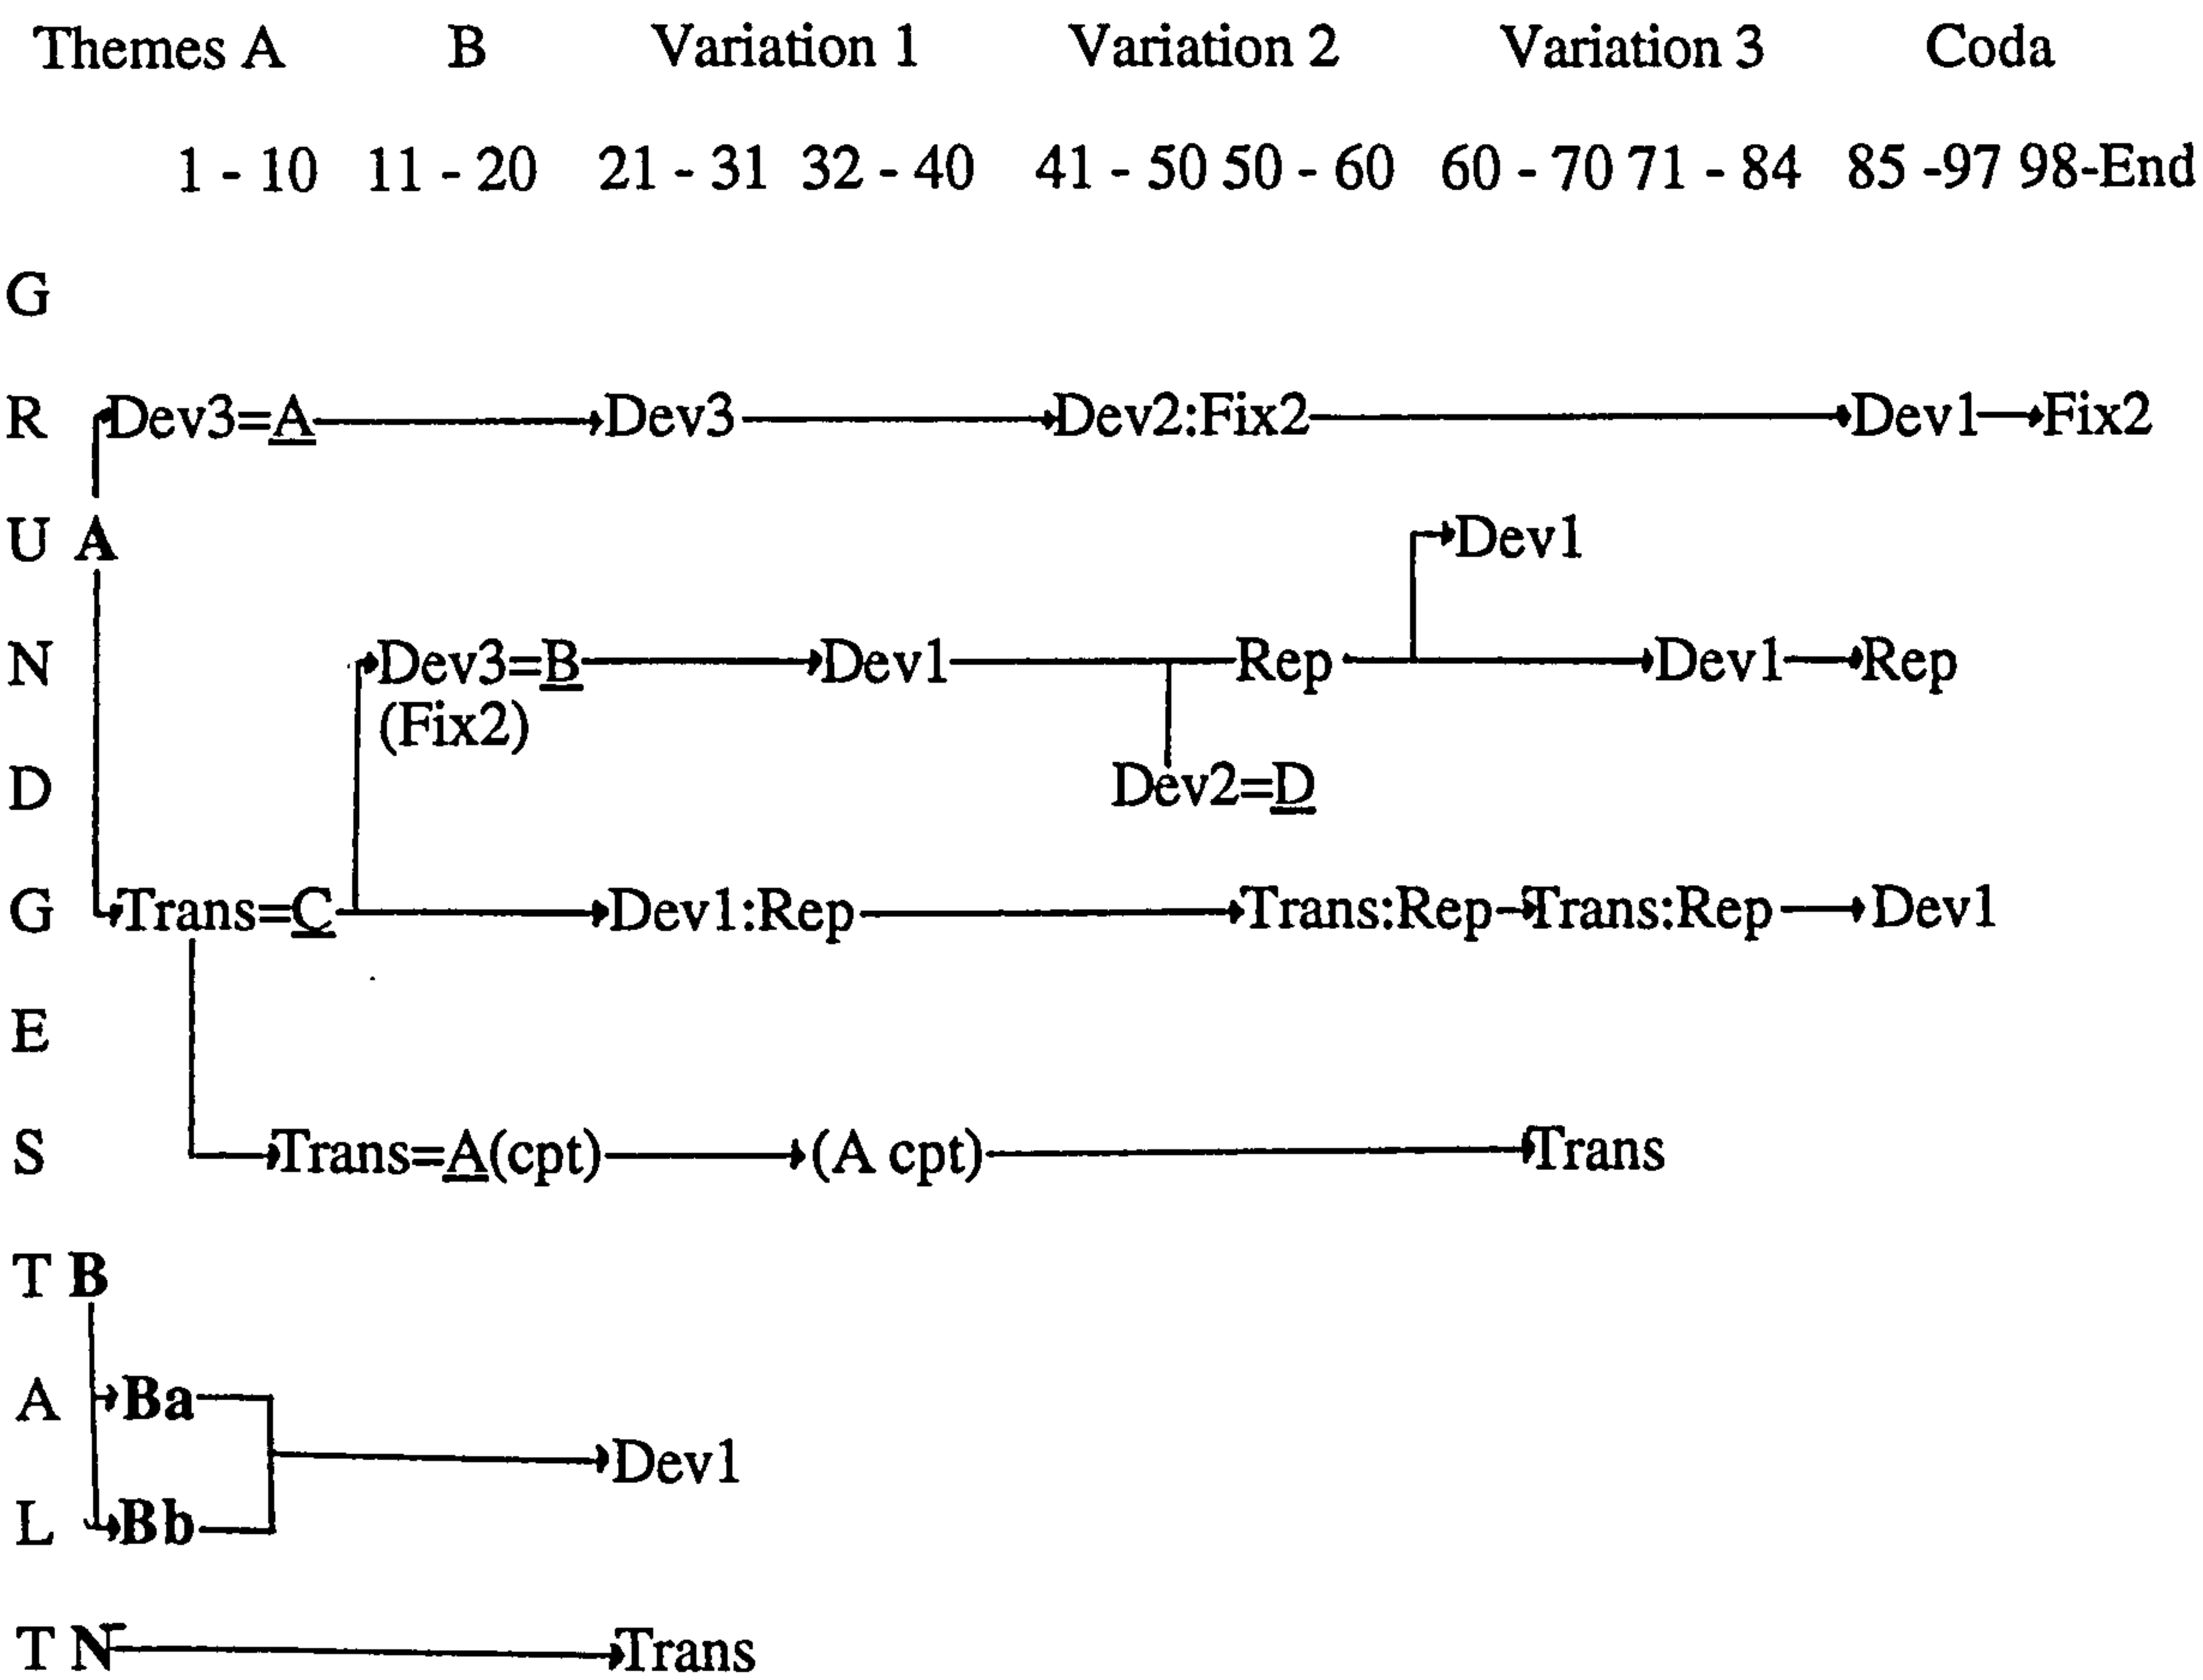 Themes A B Variation 1 Variation 2 Variation 3 Coda
1 - 10 11 - 20 21 - 31 32 - 40 41 - 50 50 - 60 60 - 70 71 - 84 85 -97 98-End
G
R Dev3=A Dev3 Dev2:Fix2 Dev1 Fix2
U A Dev1
N Dev3=B Dev1 Rep Dev1 Rep
(Fix2)
D Dev2=D
G Trans=C Dev1:Rep Trans:Rep Trans:Rep Dev1
E
S Trans=A(cpt) (A cpt) Trans
T B
A Ba
Dev1
L Bb
T N Trans